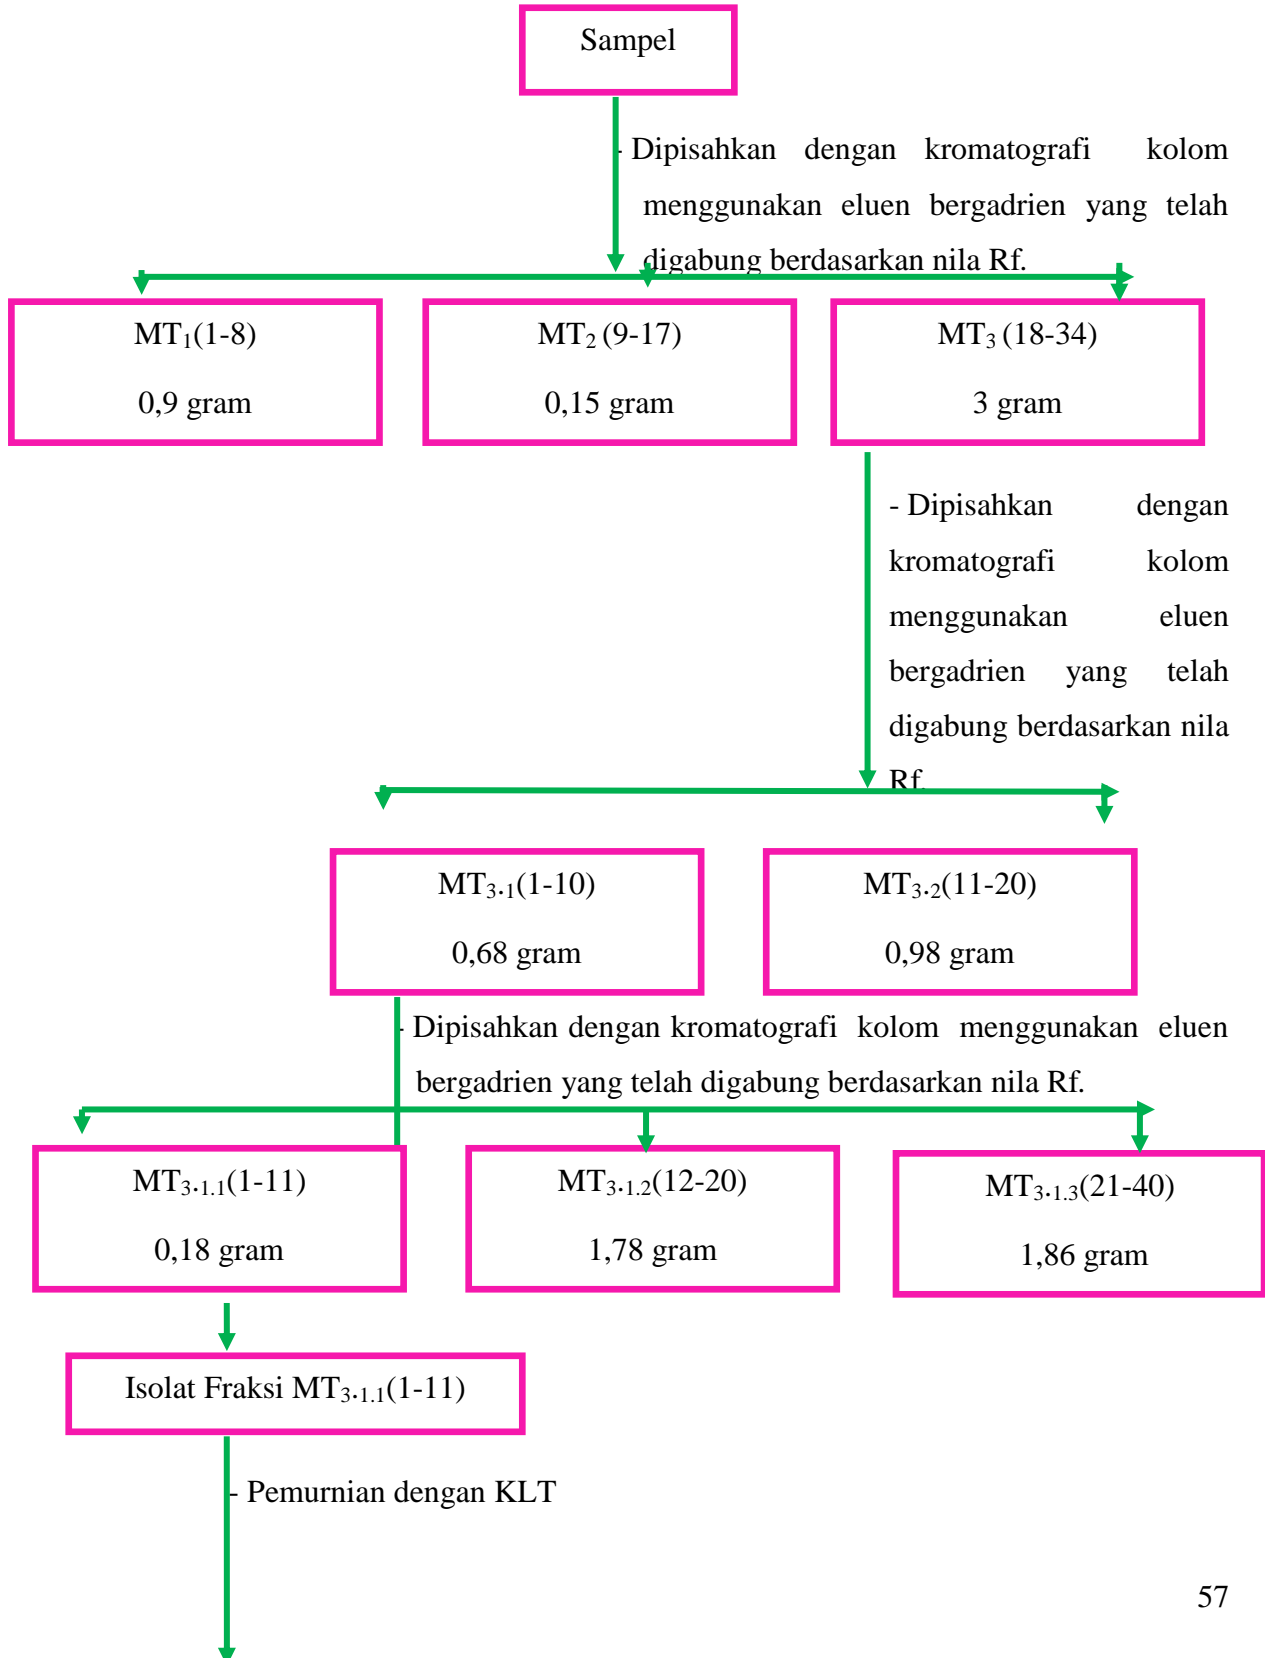 Sampel
- Dipisahkan dengan kromatografi kolom
menggunakan eluen bergadrien yang telah
digabung berdasarkan nila Rf.
MT₁(1-8)
0,9 gram
MT₂ (9-17)
0,15 gram
MT₃ (18-34)
3 gram
- Dipisahkan dengan
kromatografi kolom
menggunakan eluen
bergadrien yang telah
digabung berdasarkan nila
Rf.
MT₃.₁(1-10)
0,68 gram
MT₃.₂(11-20)
0,98 gram
- Dipisahkan dengan kromatografi kolom menggunakan eluen
bergadrien yang telah digabung berdasarkan nila Rf.
MT₃.₁.₁(1-11)
0,18 gram
MT₃.₁.₂(12-20)
1,78 gram
MT₃.₁.₃(21-40)
1,86 gram
Isolat Fraksi MT₃.₁.₁(1-11)
- Pemurnian dengan KLT
57